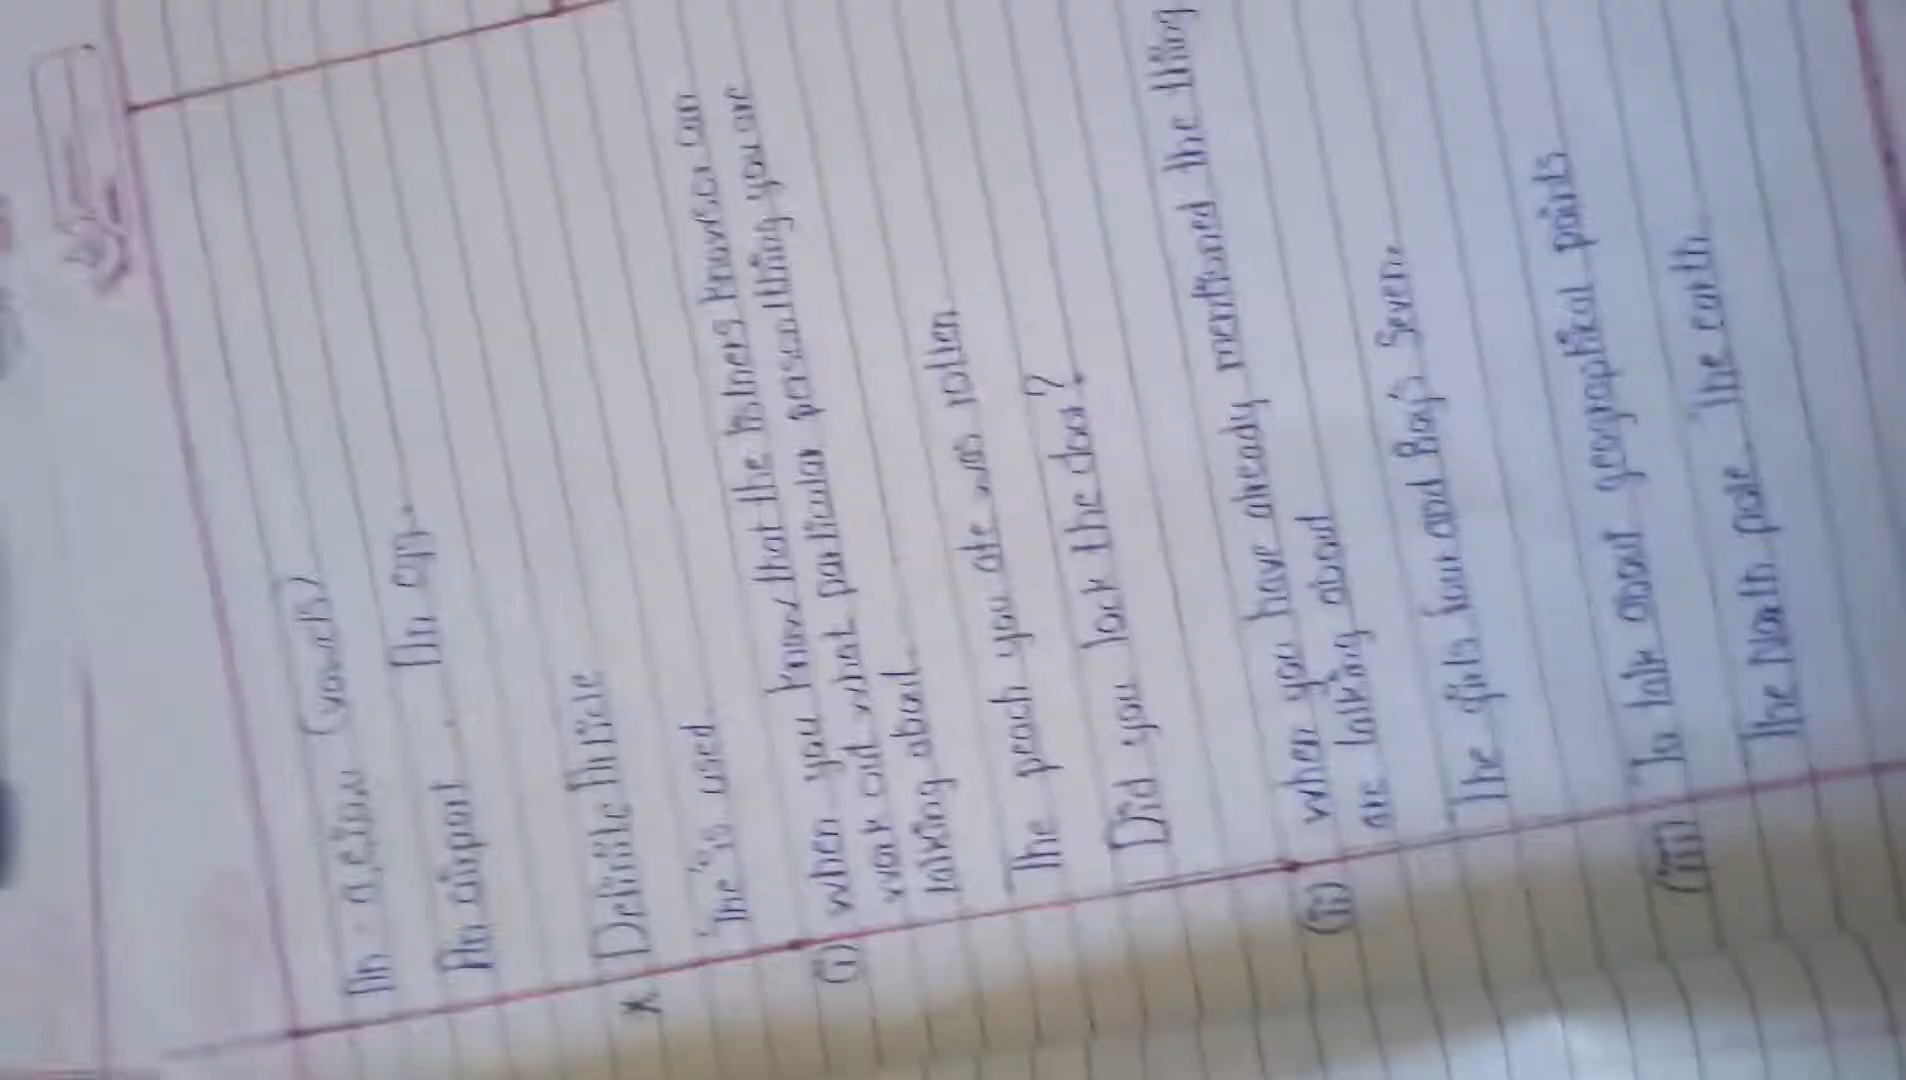 An - a,e,i,o,u (vowels)
An airport. An egg.
* Definite Article
'The' is used.
(i) when you know that the listners knows or can
work out what particular person/thing you are
talking about.
The peach you ate was rotten
Did you lock the door?
(ii) when you have already mentioned the thing
are talking about
The girls four and Boy's Seven
(iii) To talk about geographical points
The North pole. The earth.